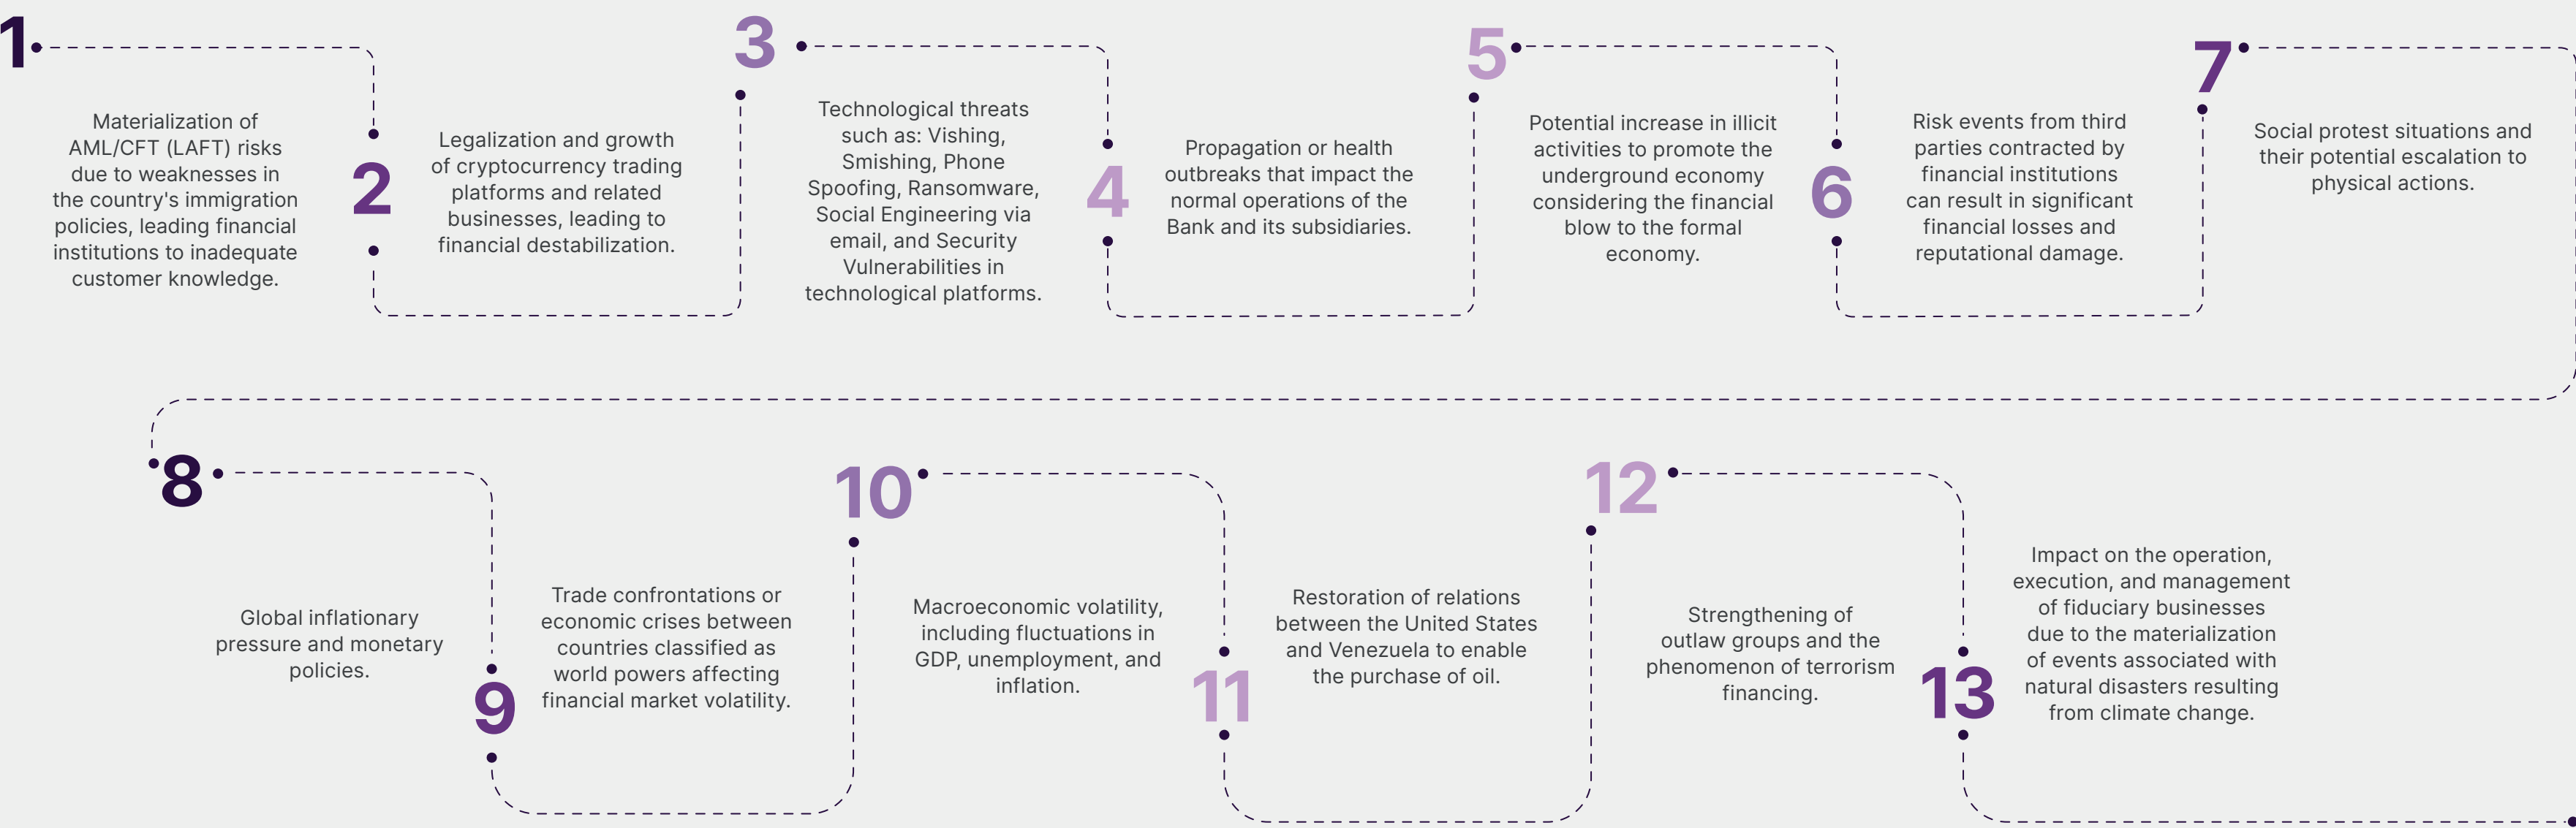 1
Materialization of
AML/CFT (LAFT) risks
due to weaknesses in
the country's immigration
policies, leading financial
institutions to inadequate
customer knowledge.
2
Legalization and growth
of cryptocurrency trading
platforms and related
businesses, leading to
financial destabilization.
3
Technological threats
such as: Vishing,
Smishing, Phone
Spoofing, Ransomware,
Social Engineering via
email, and Security
Vulnerabilities in
technological platforms.
4
Propagation or health
outbreaks that impact the
normal operations of the
Bank and its subsidiaries.
5
Potential increase in illicit
activities to promote the
underground economy
considering the financial
blow to the formal
economy.
6
Risk events from third
parties contracted by
financial institutions
can result in significant
financial losses and
reputational damage.
7
Social protest situations and
their potential escalation to
physical actions.
8
Global inflationary
pressure and monetary
policies.
9
Trade confrontations or
economic crises between
countries classified as
world powers affecting
financial market volatility.
10
Macroeconomic volatility,
including fluctuations in
GDP, unemployment, and
inflation.
11
Restoration of relations
between the United States
and Venezuela to enable
the purchase of oil.
12
Strengthening of
outlaw groups and the
phenomenon of terrorism
financing.
13
Impact on the operation,
execution, and management
of fiduciary businesses
due to the materialization
of events associated with
natural disasters resulting
from climate change.